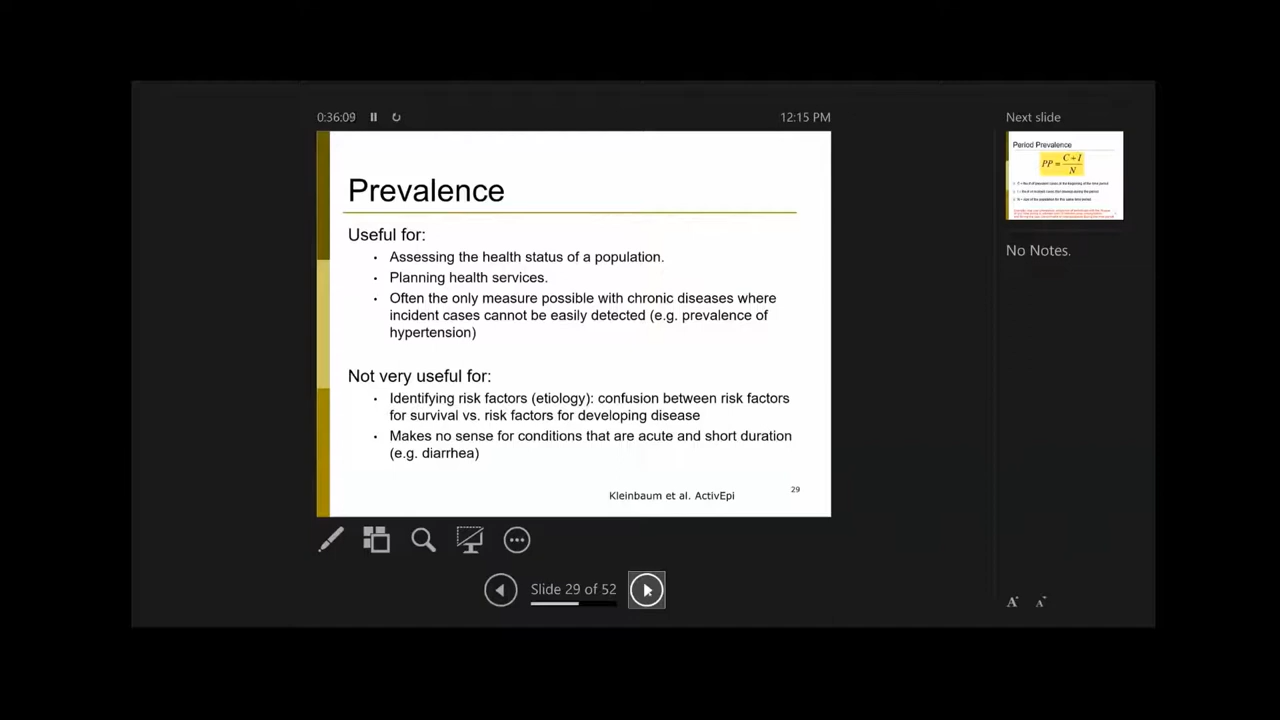 0:36:09
12:15 PM
Next slide
Prevalence
Useful for:
• Assessing the health status of a population.
• Planning health services.
• Often the only measure possible with chronic diseases where
incident cases cannot be easily detected (e.g. prevalence of
hypertension)
Not very useful for:
• Identifying risk factors (etiology): confusion between risk factors
for survival vs. risk factors for developing disease
• Makes no sense for conditions that are acute and short duration
(e.g. diarrhea)
Kleinbaum et al. ActivEpi
29
Period Prevalence
PP = C + I
N
No Notes.
Slide 29 of 52
A
A